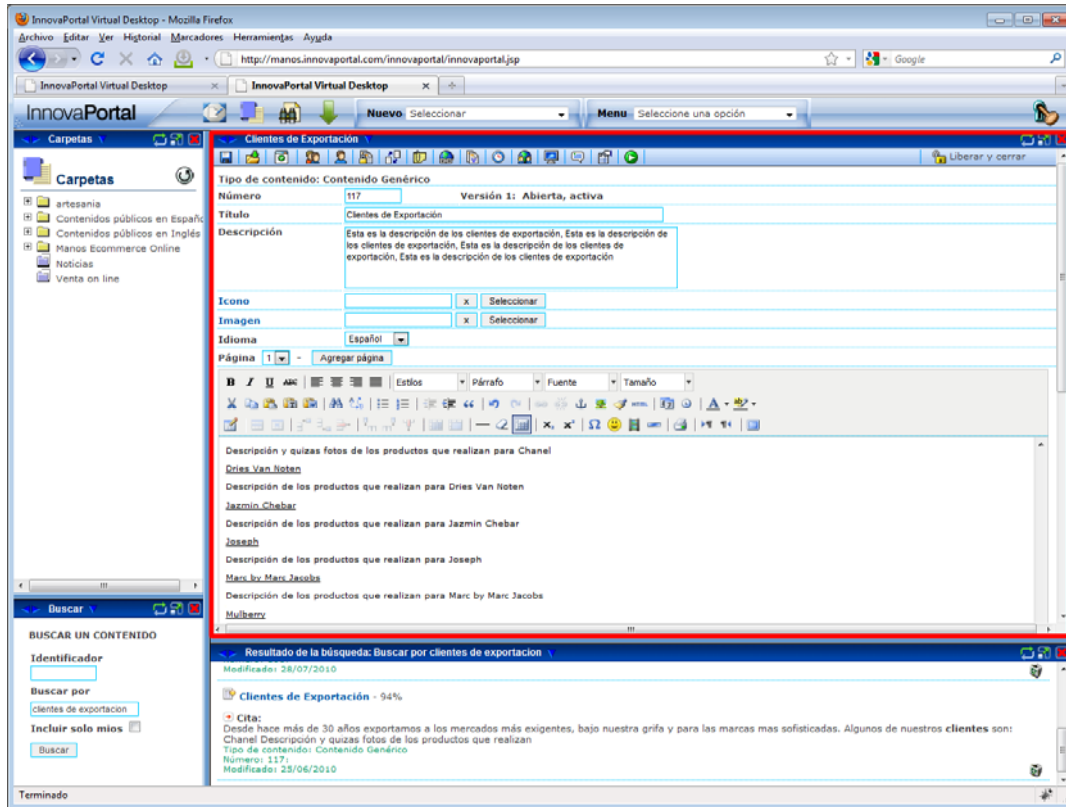 InnovaPortal Virtual Desktop - Mozilla Firefox
Archivo Editar Ver Historial Marcadores Herramientas Ayuda
http://manos.innovaportal.com/innovaportal/innovaportal.jsp
Google
InnovaPortal Virtual Desktop
InnovaPortal Virtual Desktop
InnovaPortal
Nuevo Seleccionar
Menu Seleccione una opción
Carpetas
Carpetas
artesania
Contenidos públicos en Españo
Contenidos públicos en Inglés
Manos Ecommerce Online
Noticias
Venta on line
Clientes de Exportación
Liberar y cerrar
Tipo de contenido: Contenido Genérico
Número 117 Versión 1: Abierta, activa
Título Clientes de Exportación
Descripción Esta es la descripción de los clientes de exportación, Esta es la descripción de
los clientes de exportación, Esta es la descripción de los clientes de
exportación, Esta es la descripción de los clientes de exportación
Icono x Seleccionar
Imagen x Seleccionar
Idioma Español
Página 1 - Agregar página
B I U ABC Estilos Párrafo Fuente Tamaño
HTML
Descripción y quizas fotos de los productos que realizan para Chanel
Dries Van Noten
Descripción de los productos que realizan para Dries Van Noten
Jazmin Chebar
Descripción de los productos que realizan para Jazmin Chebar
Joseph
Descripción de los productos que realizan para Joseph
Marc by Marc Jacobs
Descripción de los productos que realizan para Marc by Marc Jacobs
Mulberry
Buscar
BUSCAR UN CONTENIDO
Identificador
Buscar por
clientes de exportacion
Incluir solo mios
Buscar
Resultado de la búsqueda: Buscar por clientes de exportacion
Modificado: 28/07/2010
Clientes de Exportación - 94%
Cita:
Desde hace más de 30 años exportamos a los mercados más exigentes, bajo nuestra grifa y para las marcas mas sofisticadas. Algunos de nuestros clientes son:
Chanel Descripción y quizas fotos de los productos que realizan
Tipo de contenido: Contenido Genérico
Número: 117:
Modificado: 25/06/2010
Terminado